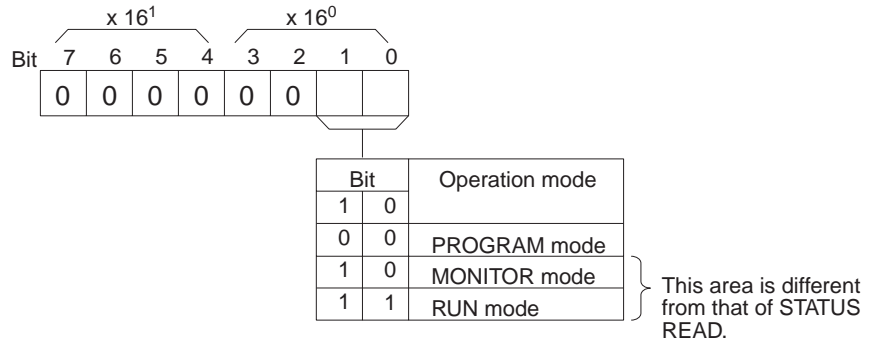 x 16¹ x 16⁰
Bit 7 6 5 4 3 2 1 0
0 0 0 0 0 0
Bit Operation mode
1 0
0 0 PROGRAM mode
1 0 MONITOR mode
1 1 RUN mode
This area is different
from that of STATUS
READ.